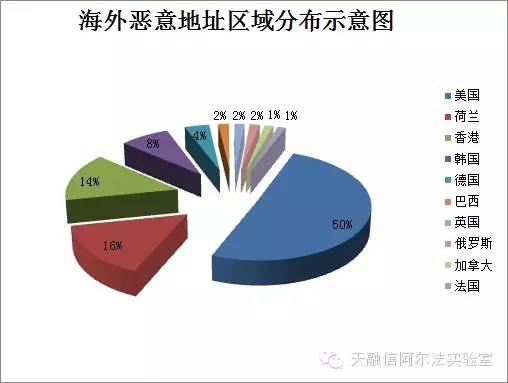 海外恶意地址区域分布示意图
50%
16%
14%
8%
4%
2%
2%
2%
1%
1%
美国
荷兰
香港
韩国
德国
巴西
英国
俄罗斯
加拿大
法国
天融信阿尔法实验室